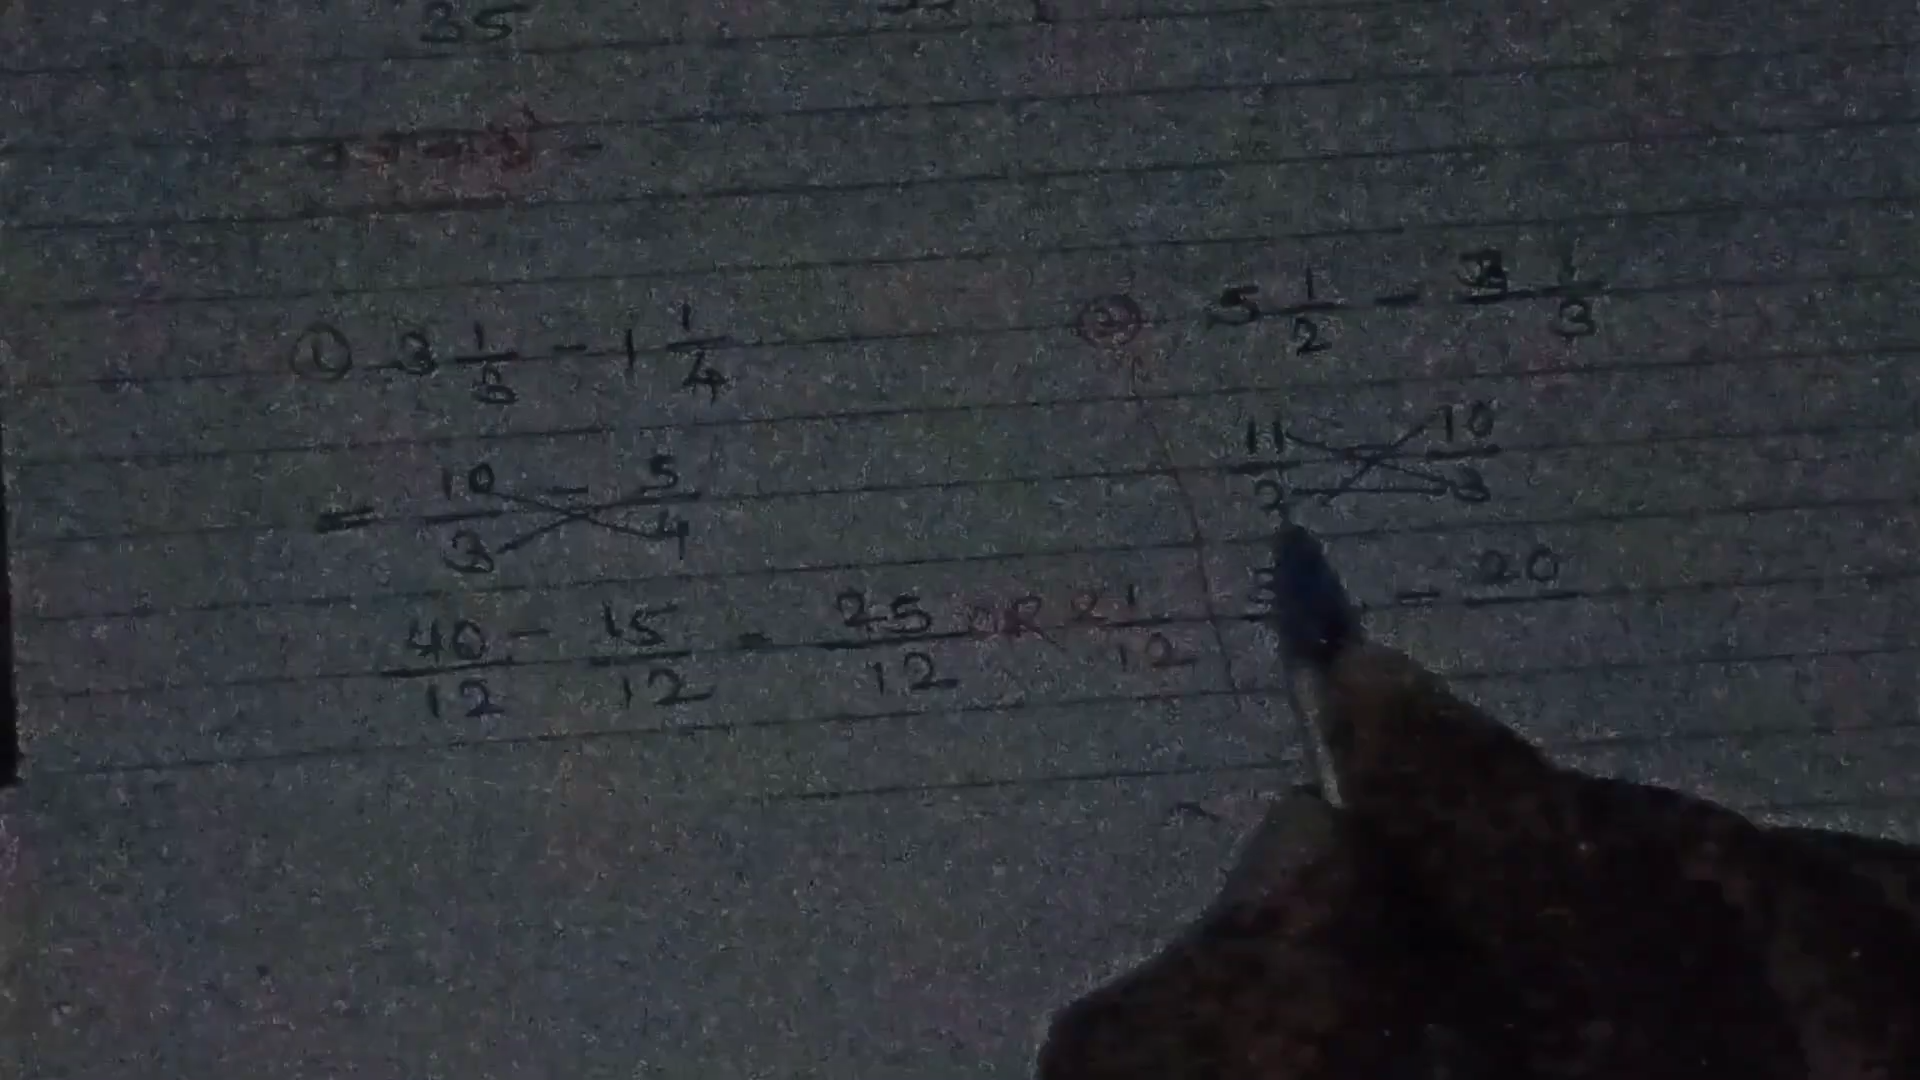 35
① 3 1/3 - 1 1/4
= 10/3 - 5/4
40/12 - 15/12 = 25/12 OR 2 1/12
② 5 1/2 - 3 1/3
11/2 - 10/3
- 20